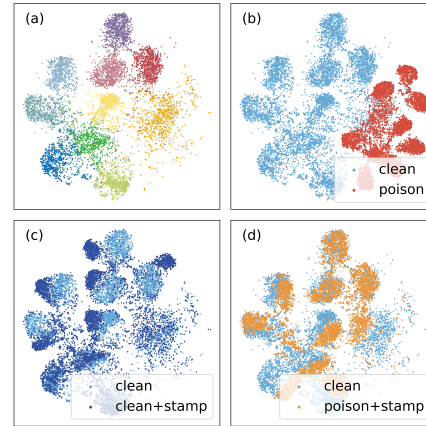 (a)
(b)
clean
poison
(c)
clean
clean+stamp
(d)
clean
poison+stamp